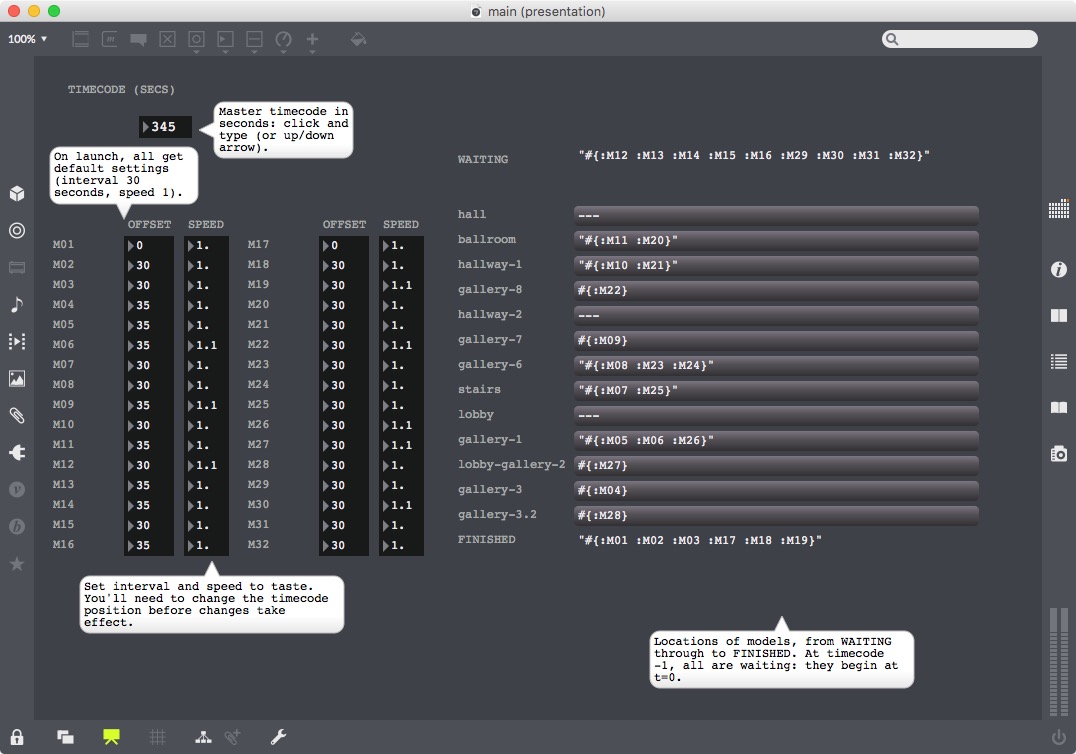 main (presentation)
100%
TIMECODE (SECS)
345
Master timecode in
seconds: click and
type (or up/down
arrow).
On launch, all get
default settings
(interval 30
seconds, speed 1).
OFFSET SPEED OFFSET SPEED
M01 0 1. M17 0 1.
M02 30 1. M18 30 1.
M03 30 1. M19 30 1.1
M04 35 1. M20 30 1.
M05 35 1. M21 30 1.
M06 35 1.1 M22 30 1.1
M07 30 1. M23 30 1.
M08 30 1. M24 30 1.
M09 35 1.1 M25 30 1.
M10 30 1. M26 30 1.1
M11 35 1. M27 30 1.1
M12 30 1.1 M28 30 1.
M13 35 1. M29 30 1.
M14 35 1. M30 30 1.1
M15 30 1. M31 30 1.
M16 35 1. M32 30 1.
Set interval and speed to taste.
You'll need to change the timecode
position before changes take
effect.
WAITING "#{:M12 :M13 :M14 :M15 :M16 :M29 :M30 :M31 :M32}"
hall ---
ballroom "#{:M11 :M20}"
hallway-1 "#{:M10 :M21}"
gallery-8 #{:M22}
hallway-2 ---
gallery-7 #{:M09}
gallery-6 "#{:M08 :M23 :M24}"
stairs "#{:M07 :M25}"
lobby ---
gallery-1 "#{:M05 :M06 :M26}"
lobby-gallery-2 #{:M27}
gallery-3 #{:M04}
gallery-3.2 #{:M28}
FINISHED "#{:M01 :M02 :M03 :M17 :M18 :M19}"
Locations of models, from WAITING
through to FINISHED. At timecode
-1, all are waiting: they begin at
t=0.